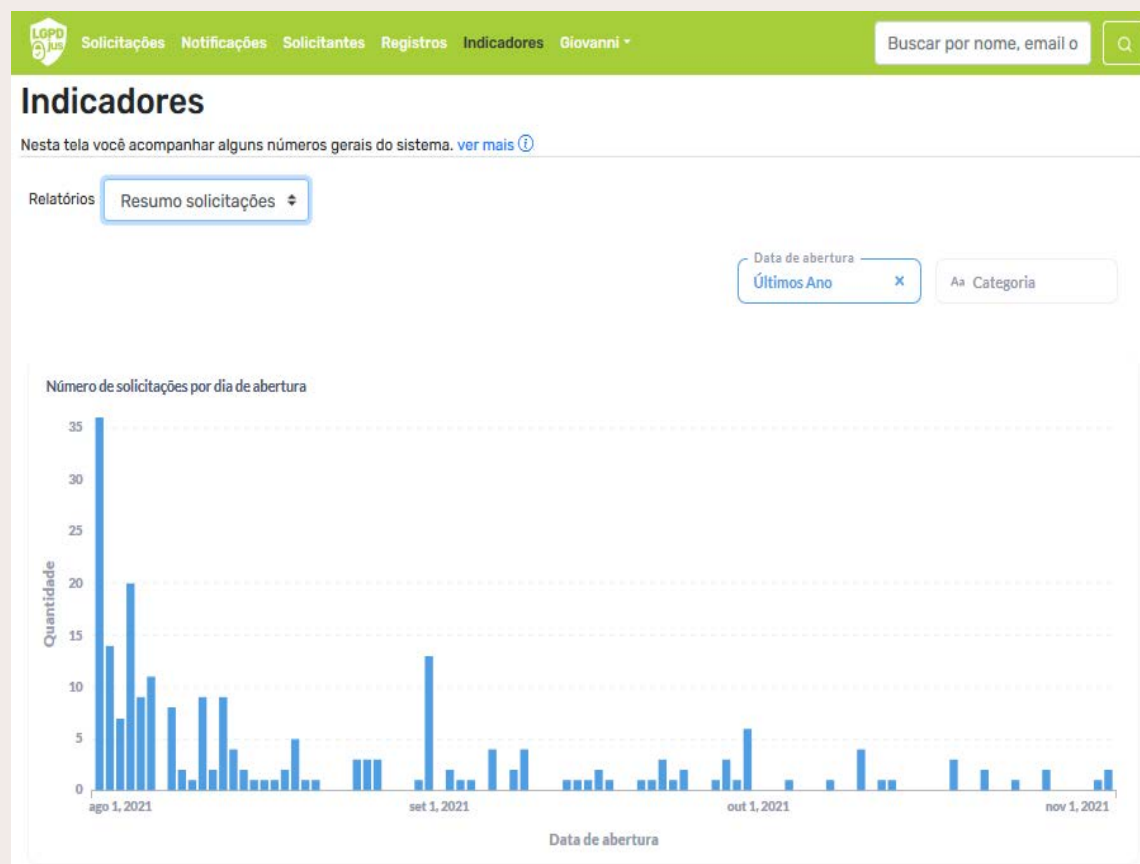 LGPD
jus
Solicitações Notificações Solicitantes Registros Indicadores Giovanni
Buscar por nome, email o
Indicadores
Nesta tela você acompanhar alguns números gerais do sistema. ver mais
Relatórios Resumo solicitações
Data de abertura
Últimos Ano × Aa Categoria
Número de solicitações por dia de abertura
35
30
25
20
15
10
5
0
Quantidade
ago 1, 2021 set 1, 2021 out 1, 2021 nov 1, 2021
Data de abertura